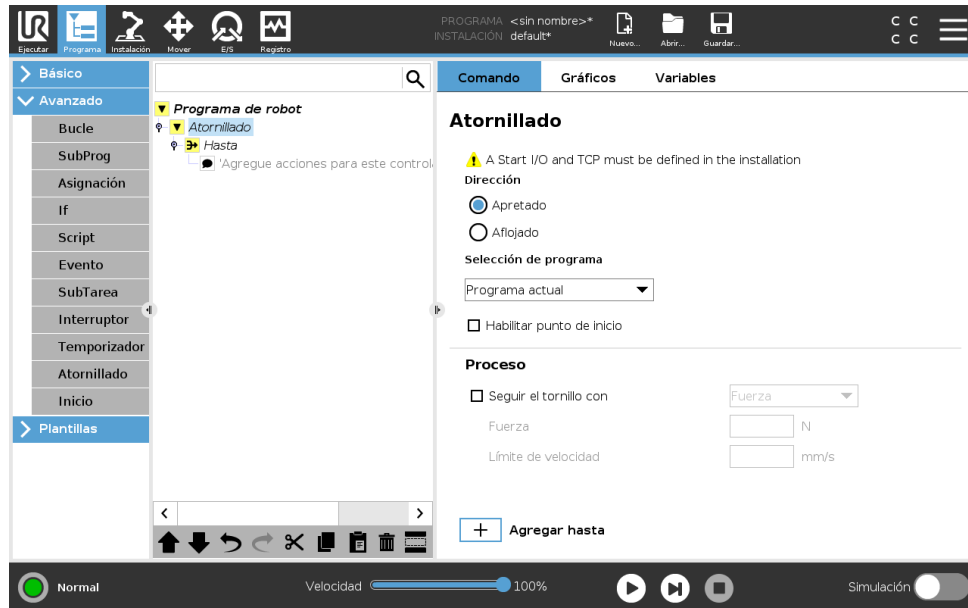 PROGRAMA <sin nombre>*
INSTALACIÓN default*
UR
Ejecutar Programa Instalación Mover E/S Registro
Nuevo... Abrir... Guardar...
C C
C C
Básico
Avanzado
Bucle
SubProg
Asignación
If
Script
Evento
SubTarea
Interruptor
Temporizador
Atornillado
Inicio
Plantillas
Programa de robot
Atornillado
Hasta
'Agregue acciones para este control
Comando Gráficos Variables
Atornillado
A Start I/O and TCP must be defined in the installation
Dirección
Apretado
Aflojado
Selección de programa
Programa actual
Habilitar punto de inicio
Proceso
Seguir el tornillo con Fuerza
Fuerza N
Límite de velocidad mm/s
+ Agregar hasta
Normal
Velocidad 100%
Simulación